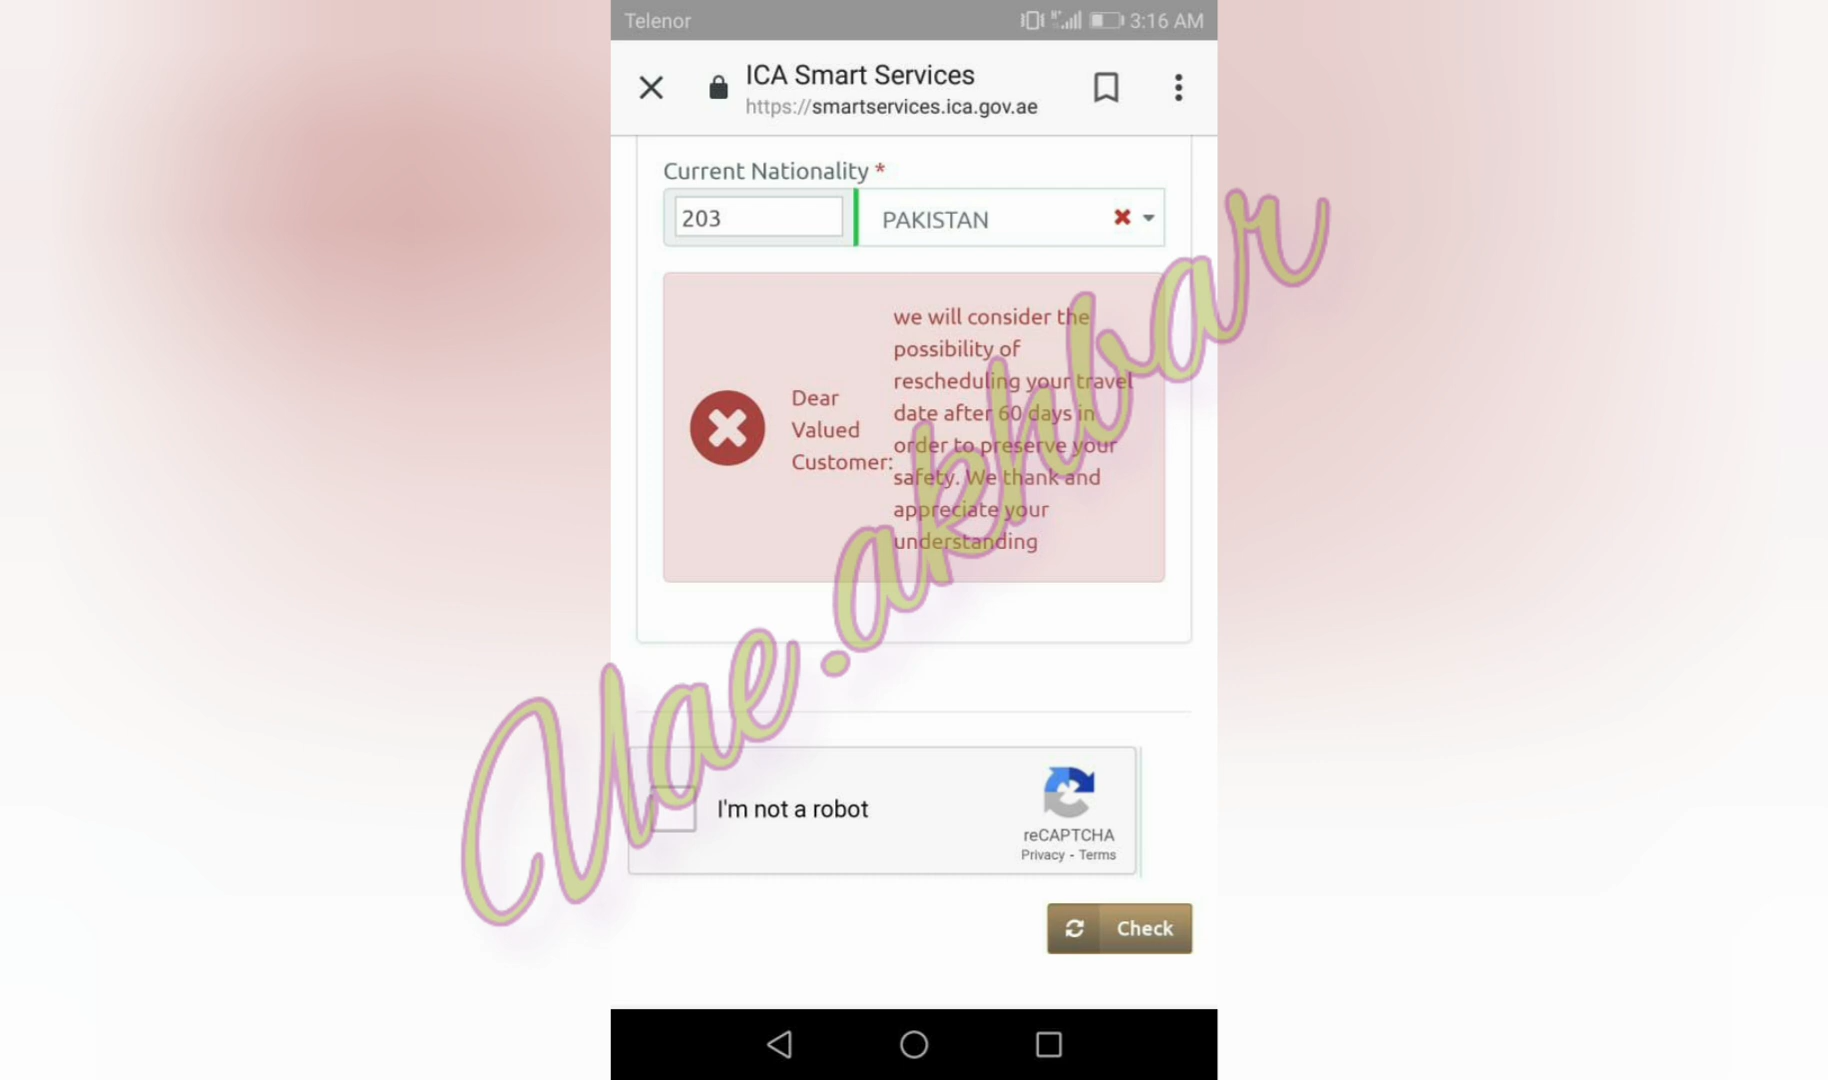 Telenor
3:16 AM
ICA Smart Services
https://smartservices.ica.gov.ae
Current Nationality *
203
PAKISTAN
Dear
Valued
Customer:
we will consider the
possibility of
rescheduling your travel
date after 60 days in
order to preserve your
safety. We thank and
appreciate your
understanding
Uae.akhbar
I'm not a robot
reCAPTCHA
Privacy - Terms
Check